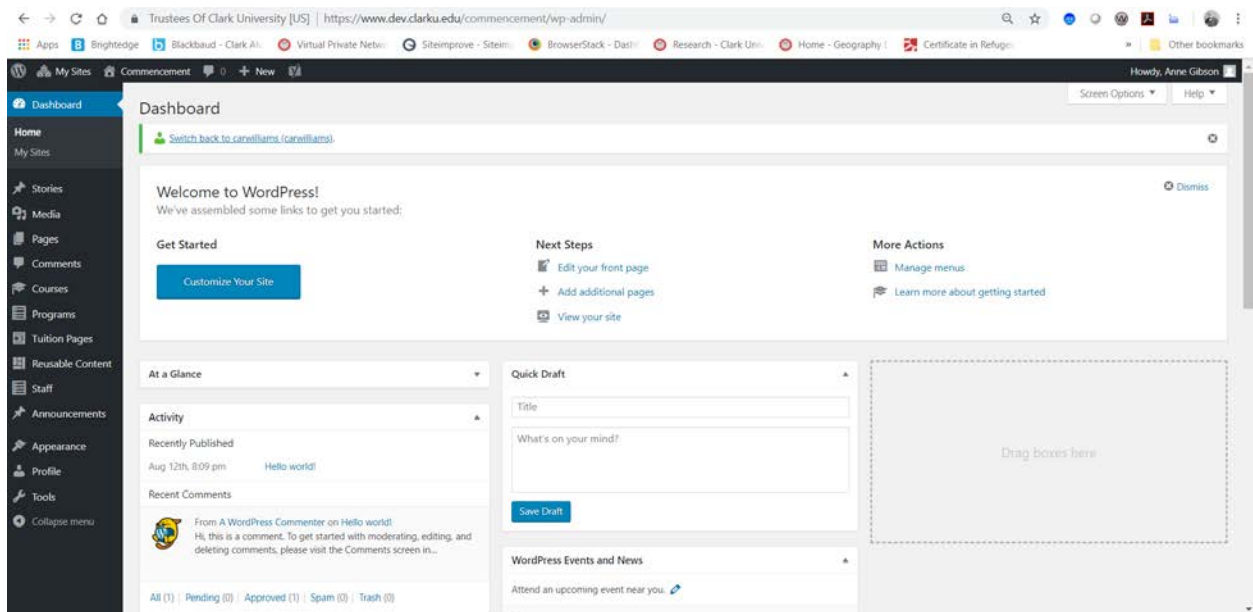 Trustees Of Clark University [US] | https://www.dev.clarku.edu/commencement/wp-admin/
Apps Brightedge Blackbaud - Clark Al Virtual Private Netw Siteimprove - Siteim BrowserStack - Dash Research - Clark Uni Home - Geography Certificate in Refuge » Other bookmarks
My Sites Commencement 0 + New Howdy, Anne Gibson
Screen Options Help
Dashboard
Home
My Sites
Stories
Media
Pages
Comments
Courses
Programs
Tuition Pages
Reusable Content
Staff
Announcements
Appearance
Profile
Tools
Collapse menu
Dashboard
Switch back to carwilliams (carwilliams).
Welcome to WordPress!
Dismiss
We've assembled some links to get you started:
Get Started
Customize Your Site
Next Steps
Edit your front page
Add additional pages
View your site
More Actions
Manage menus
Learn more about getting started
At a Glance
Activity
Recently Published
Aug 12th, 8:09 pm Hello world!
Recent Comments
From A WordPress Commenter on Hello world!
Hi, this is a comment. To get started with moderating, editing, and
deleting comments, please visit the Comments screen in...
All (1) | Pending (0) | Approved (1) | Spam (0) | Trash (0)
Quick Draft
Title
What's on your mind?
Save Draft
WordPress Events and News
Attend an upcoming event near you.
Drag boxes here